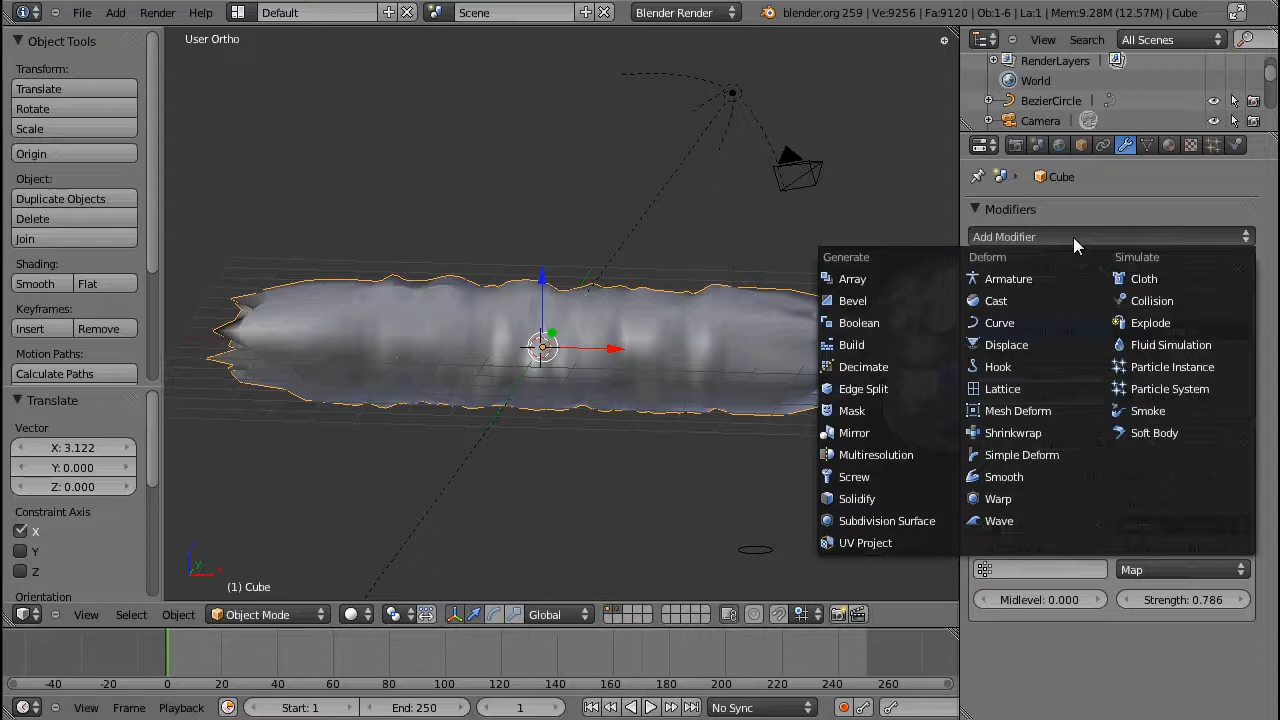 File Add Render Help Default Scene Blender Render blender.org 259 | Ve:9256 | Fa:9120 | Ob:1-6 | La:1 | Mem:9.28M (12.57M) | Cube
Object Tools
Transform:
Translate
Rotate
Scale
Origin
Object:
Duplicate Objects
Delete
Join
Shading:
Smooth Flat
Keyframes:
Insert Remove
Motion Paths:
Calculate Paths
Translate
Vector
X: 3.122
Y: 0.000
Z: 0.000
Constraint Axis
X
Y
Z
Orientation
User Ortho
y
(1) Cube
View Select Object Object Mode Global
View Search All Scenes
RenderLayers
World
BezierCircle
Camera
Cube
Modifiers
Add Modifier
Generate
Array
Bevel
Boolean
Build
Decimate
Edge Split
Mask
Mirror
Multiresolution
Screw
Solidify
Subdivision Surface
UV Project
Deform
Armature
Cast
Curve
Displace
Hook
Lattice
Mesh Deform
Shrinkwrap
Simple Deform
Smooth
Warp
Wave
Simulate
Cloth
Collision
Explode
Fluid Simulation
Particle Instance
Particle System
Smoke
Soft Body
Map
Midlevel: 0.000 Strength: 0.786
-40 -20 0 20 40 60 80 100 120 140 160 180 200 220 240 260
View Frame Playback Start: 1 End: 250 1 No Sync